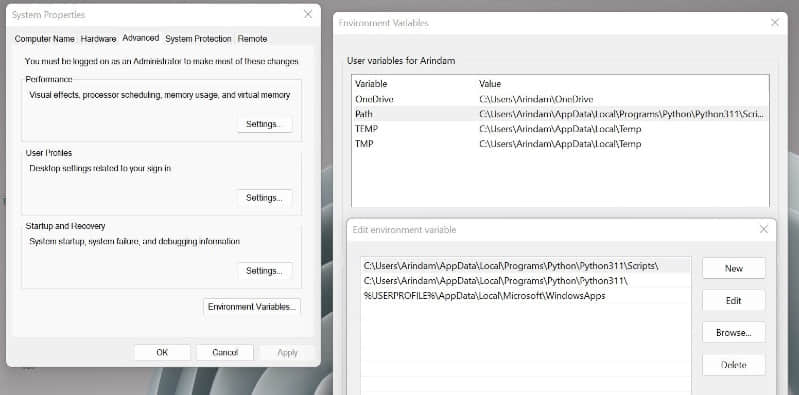 System Properties
Computer Name Hardware Advanced System Protection Remote
You must be logged on as an Administrator to make most of these changes
Performance
Visual effects, processor scheduling, memory usage, and virtual memory
Settings...
User Profiles
Desktop settings related to your sign in
Settings...
Startup and Recovery
System startup, system failure, and debugging information
Settings...
Environment Variables...
OK Cancel Apply
Environment Variables
User variables for Arindam
Variable Value
OneDrive C:\Users\Arindam\OneDrive
Path C:\Users\Arindam\AppData\Local\Programs\Python\Python311\Scri...
TEMP C:\Users\Arindam\AppData\Local\Temp
TMP C:\Users\Arindam\AppData\Local\Temp
Edit environment variable
C:\Users\Arindam\AppData\Local\Programs\Python\Python311\Scripts\
C:\Users\Arindam\AppData\Local\Programs\Python\Python311\
%USERPROFILE%\AppData\Local\Microsoft\WindowsApps
New
Edit
Browse...
Delete